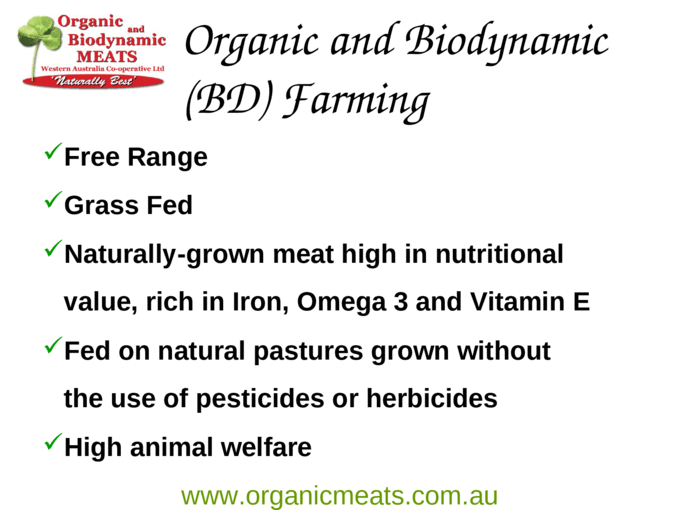 Organic and
Biodynamic
MEATS
Western Australia Co-operative Ltd
'Naturally Best'
Organic and Biodynamic
(BD) Farming
✓Free Range
✓Grass Fed
✓Naturally-grown meat high in nutritional
value, rich in Iron, Omega 3 and Vitamin E
✓Fed on natural pastures grown without
the use of pesticides or herbicides
✓High animal welfare
www.organicmeats.com.au